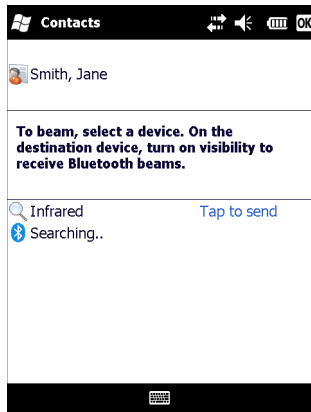 Contacts
OK
Smith, Jane
To beam, select a device. On the
destination device, turn on visibility to
receive Bluetooth beams.
Infrared Tap to send
Searching..